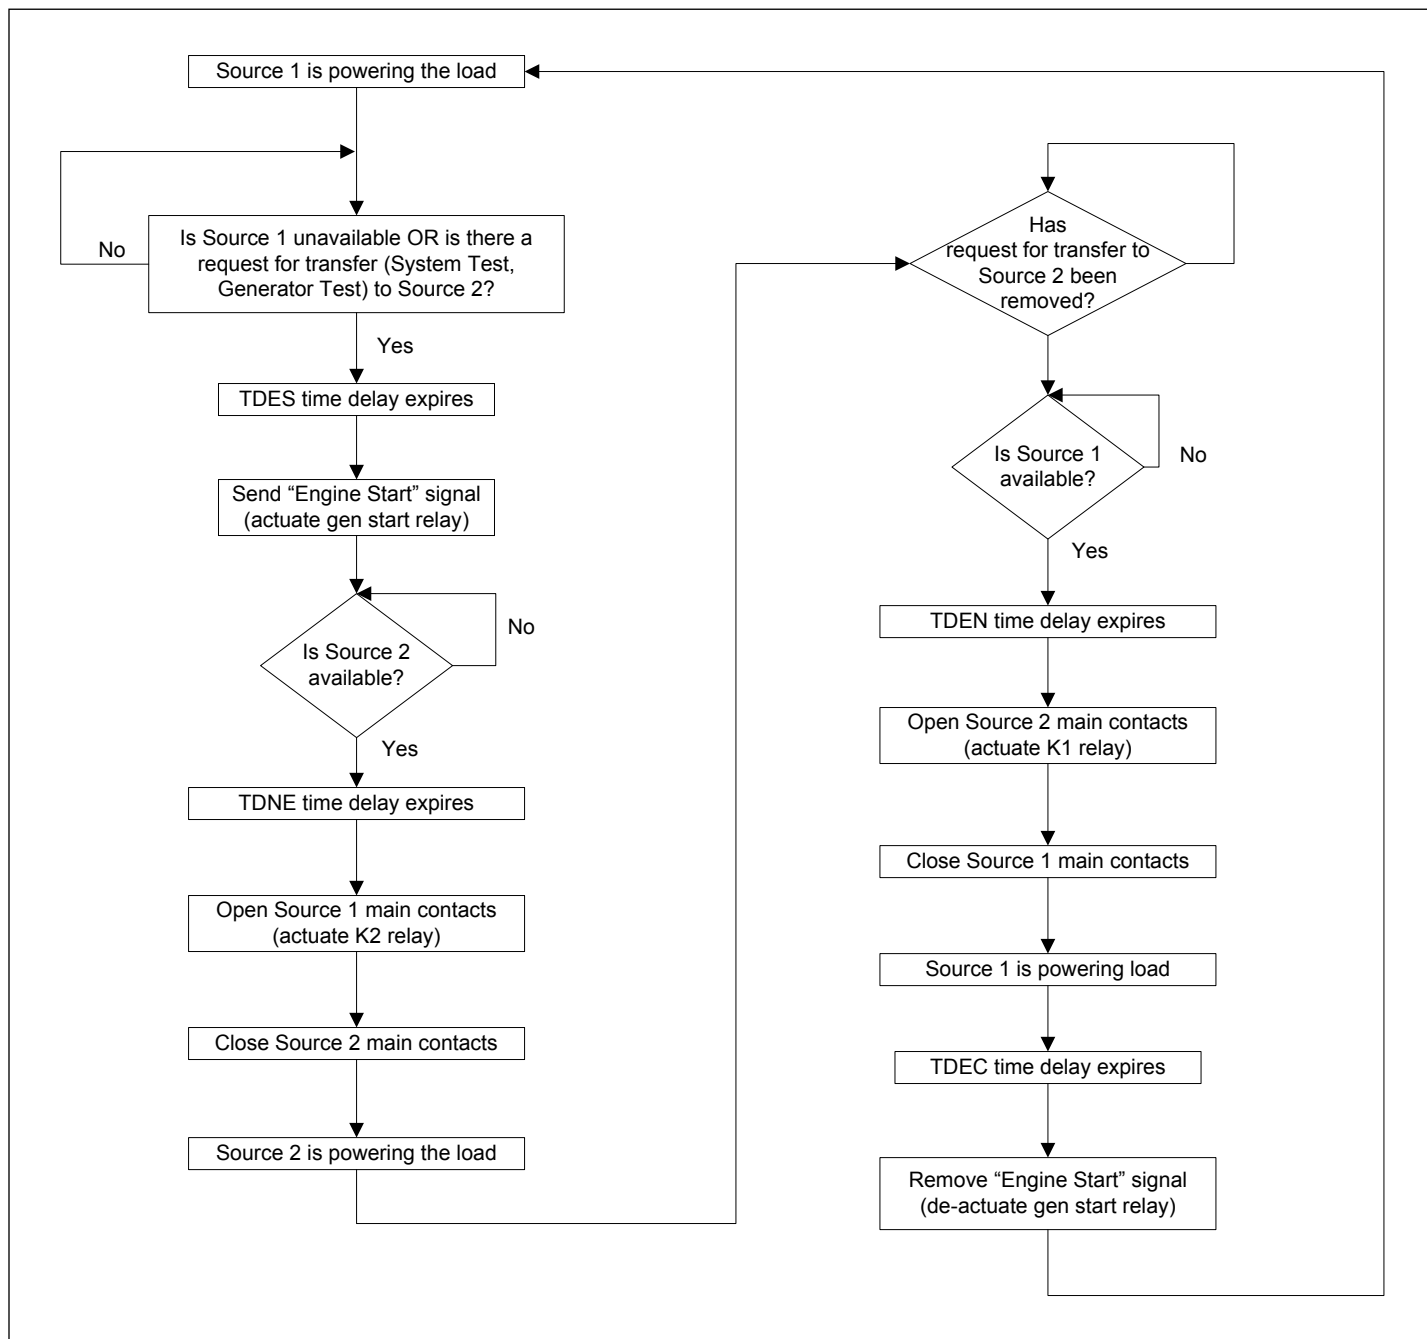 Source 1 is powering the load
No
Is Source 1 unavailable OR is there a
request for transfer (System Test,
Generator Test) to Source 2?
Yes
TDES time delay expires
Send “Engine Start” signal
(actuate gen start relay)
No
Is Source 2
available?
Yes
TDNE time delay expires
Open Source 1 main contacts
(actuate K2 relay)
Close Source 2 main contacts
Source 2 is powering the load
Has
request for transfer to
Source 2 been
removed?
Is Source 1
available?
No
Yes
TDEN time delay expires
Open Source 2 main contacts
(actuate K1 relay)
Close Source 1 main contacts
Source 1 is powering load
TDEC time delay expires
Remove “Engine Start” signal
(de-actuate gen start relay)